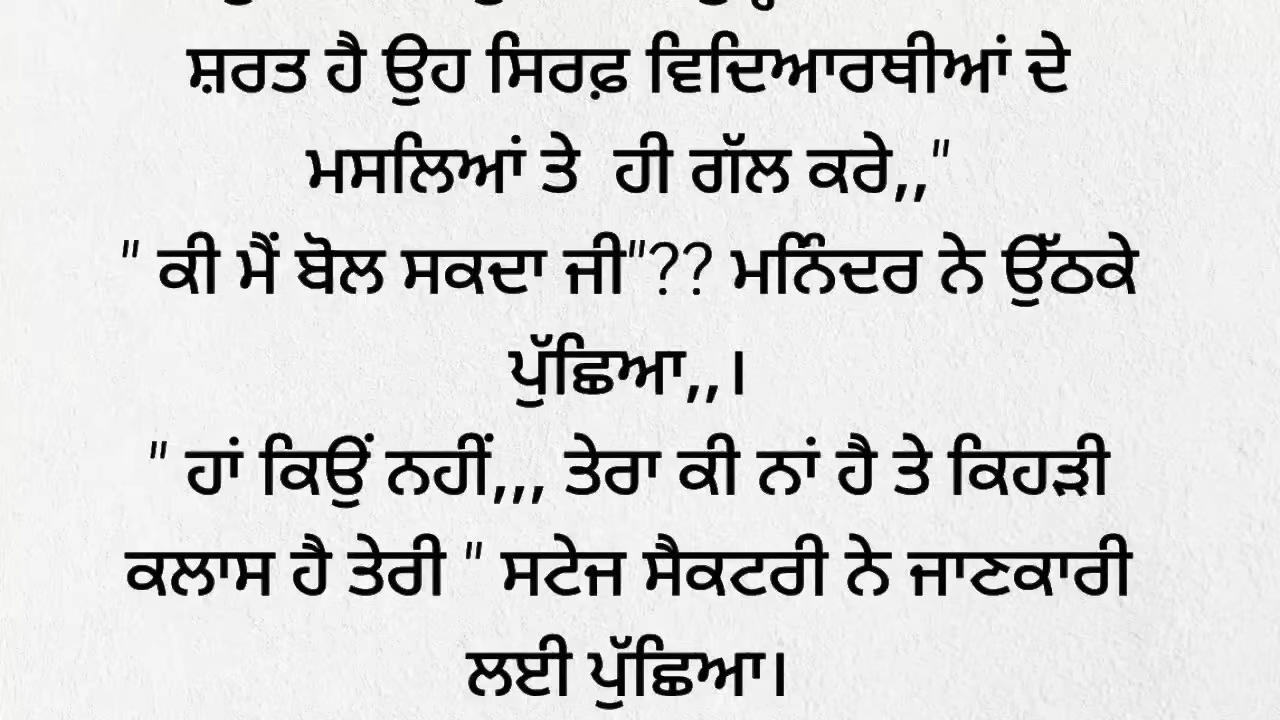 ਸ਼ਰਤ ਹੈ ਉਹ ਸਿਰਫ਼ ਵਿਦਿਆਰਥੀਆਂ ਦੇ
ਮਸਲਿਆਂ ਤੇ ਹੀ ਗੱਲ ਕਰੇ,,"
" ਕੀ ਮੈਂ ਬੋਲ ਸਕਦਾ ਜੀ"?? ਮਨਿੰਦਰ ਨੇ ਉੱਠਕੇ
ਪੁੱਛਿਆ,,।
" ਹਾਂ ਕਿਉਂ ਨਹੀਂ,,, ਤੇਰਾ ਕੀ ਨਾਂ ਹੈ ਤੇ ਕਿਹੜੀ
ਕਲਾਸ ਹੈ ਤੇਰੀ " ਸਟੇਜ ਸੈਕਟਰੀ ਨੇ ਜਾਣਕਾਰੀ
ਲਈ ਪੁੱਛਿਆ।